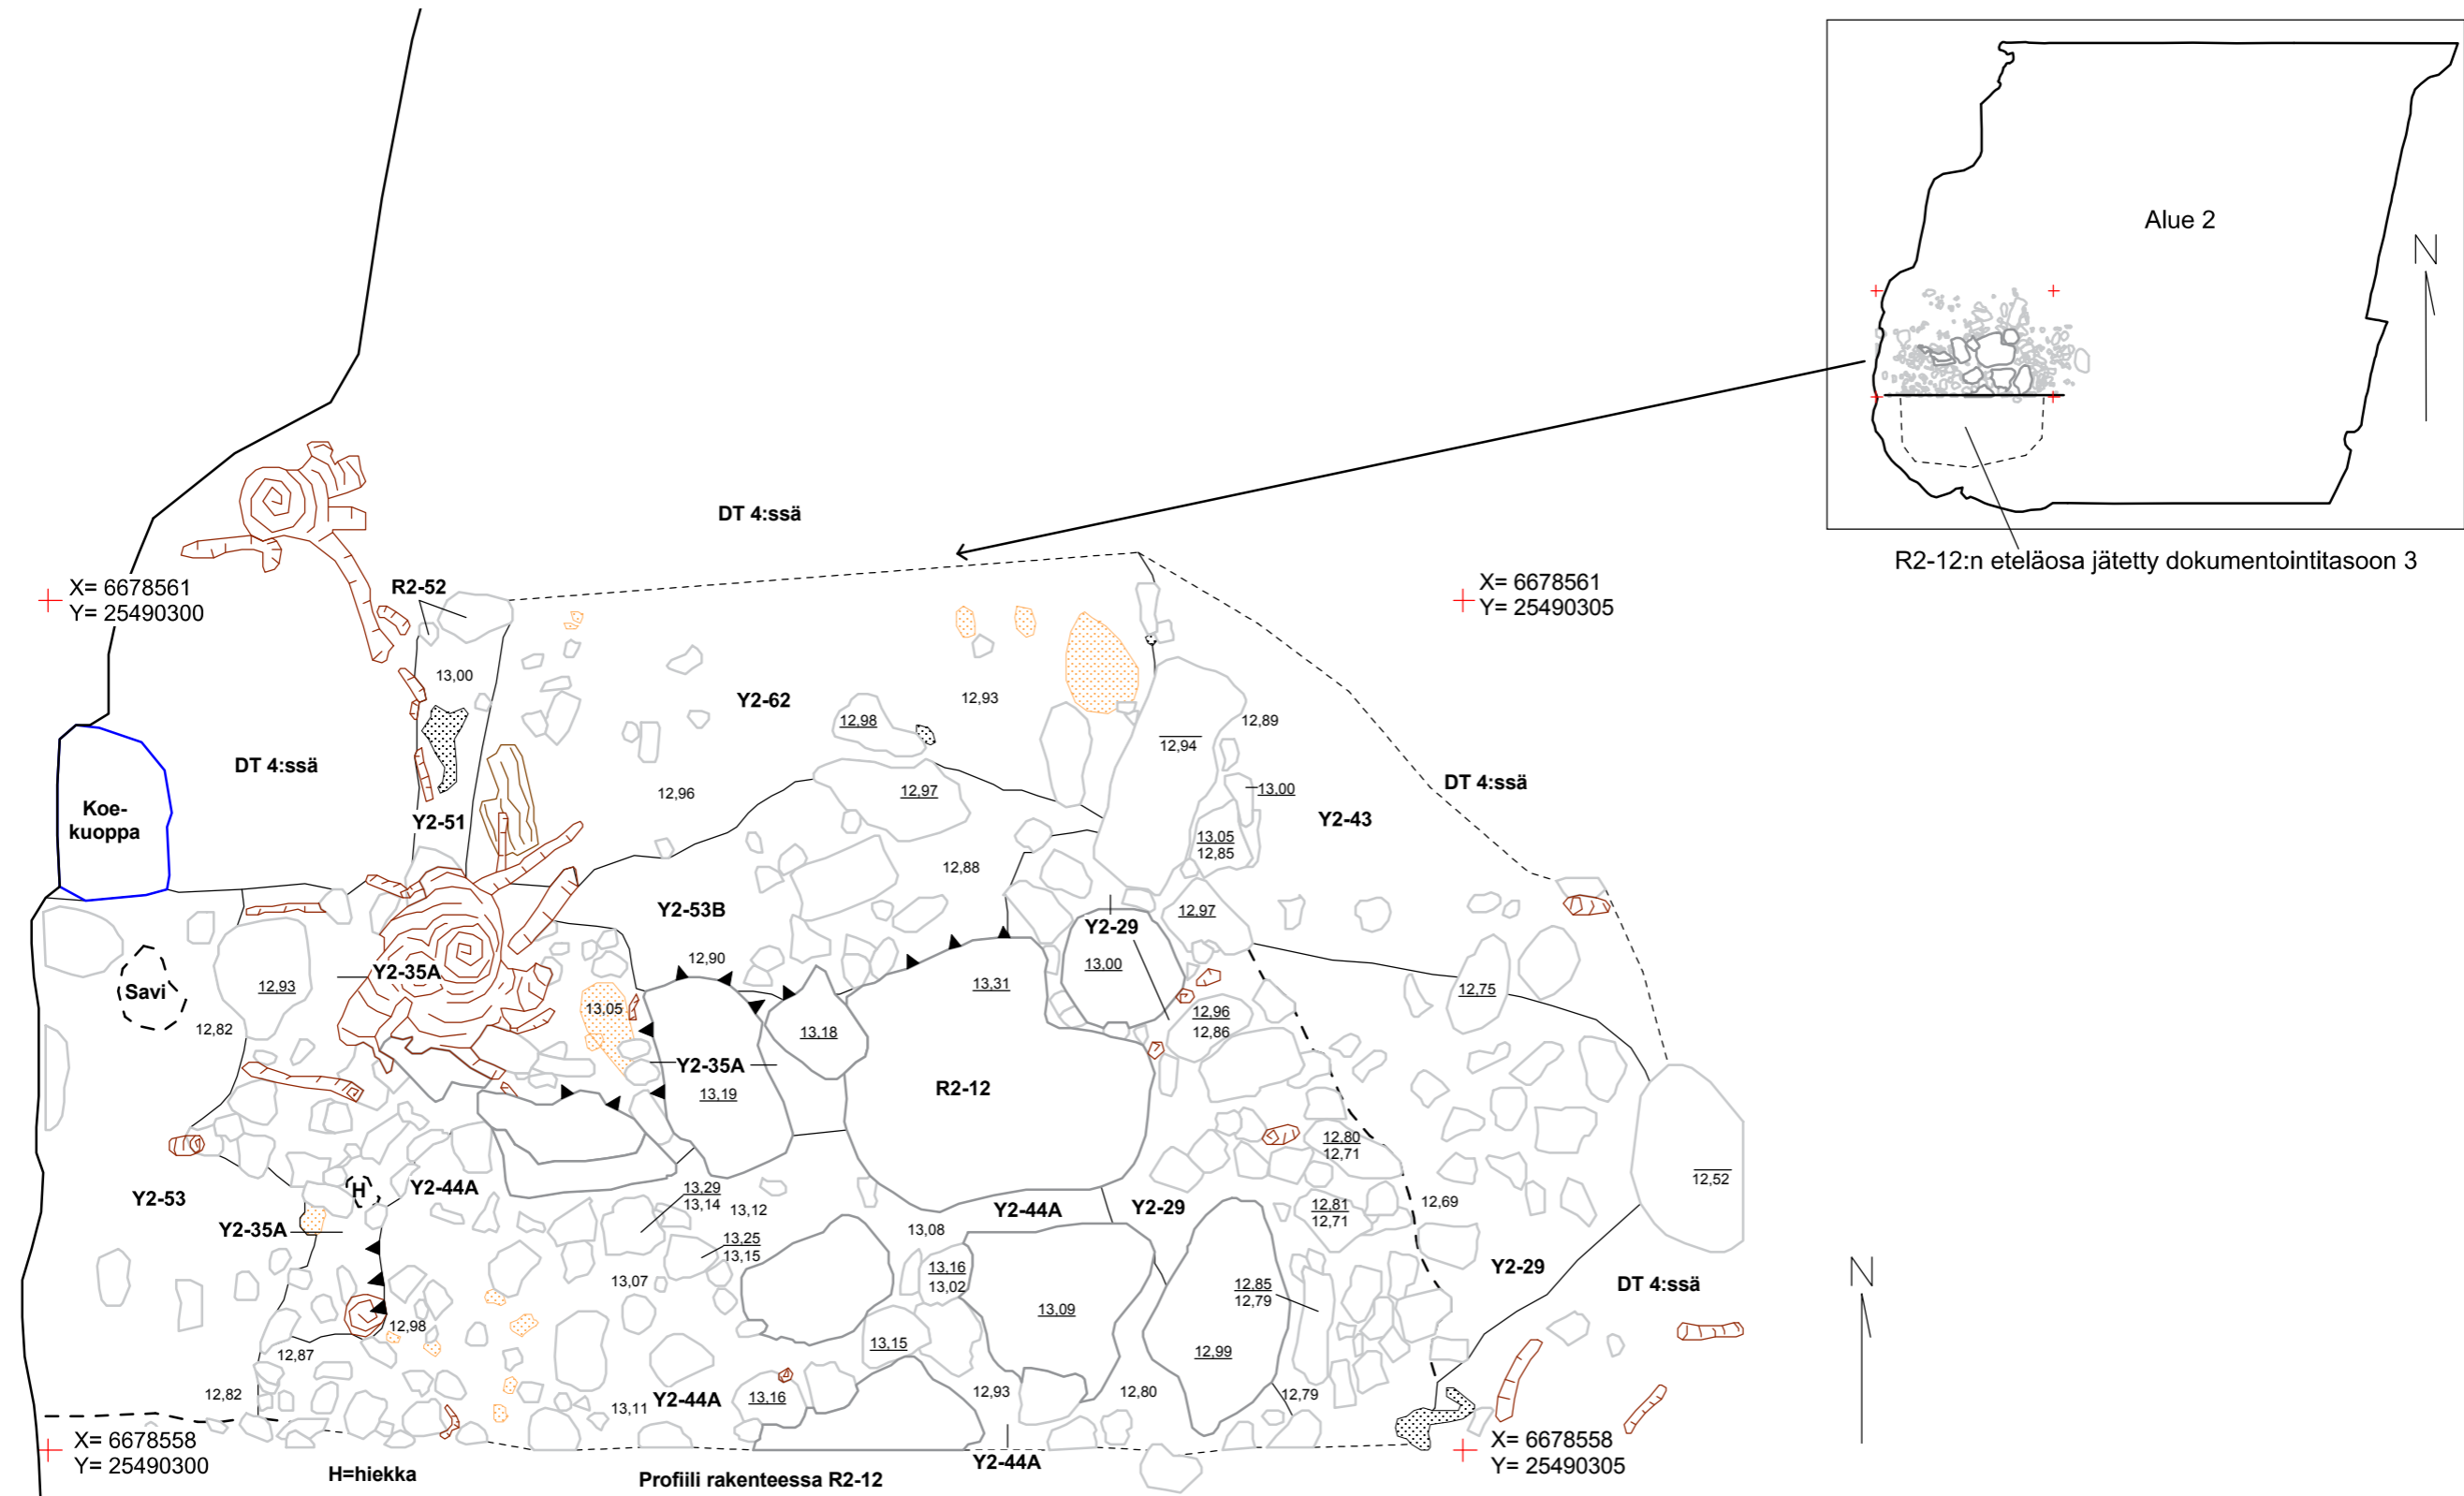 Alue 2
N
R2-12:n eteläosa jätetty dokumentointitasoon 3
DT 4:ssä
X= 6678561
Y= 25490300
R2-52
X= 6678561
Y= 25490305
13,00
Y2-62
12,93
12,98
12,89
12,94
DT 4:ssä
12,96
12,97
13,00
DT 4:ssä
Koe-
kuoppa
Y2-51
Y2-43
13,05
12,85
12,88
Y2-53B
12,97
Y2-29
12,90
Y2-35A
13,00
Savi
12,93
13,31
12,75
13,05
12,96
12,86
12,82
13,18
Y2-35A
13,19
R2-12
12,80
12,71
12,52
Y2-53
H
Y2-44A
13,29
13,14
13,12
Y2-44A
Y2-29
12,81
12,71
12,69
Y2-35A
13,08
13,25
13,15
13,16
13,02
Y2-29
13,07
12,85
12,79
DT 4:ssä
N
13,09
12,98
12,87
13,15
12,99
12,82
13,11
Y2-44A
13,16
12,93
12,80
12,79
X= 6678558
Y= 25490300
H=hiekka
Profiili rakenteessa R2-12
Y2-44A
X= 6678558
Y= 25490305